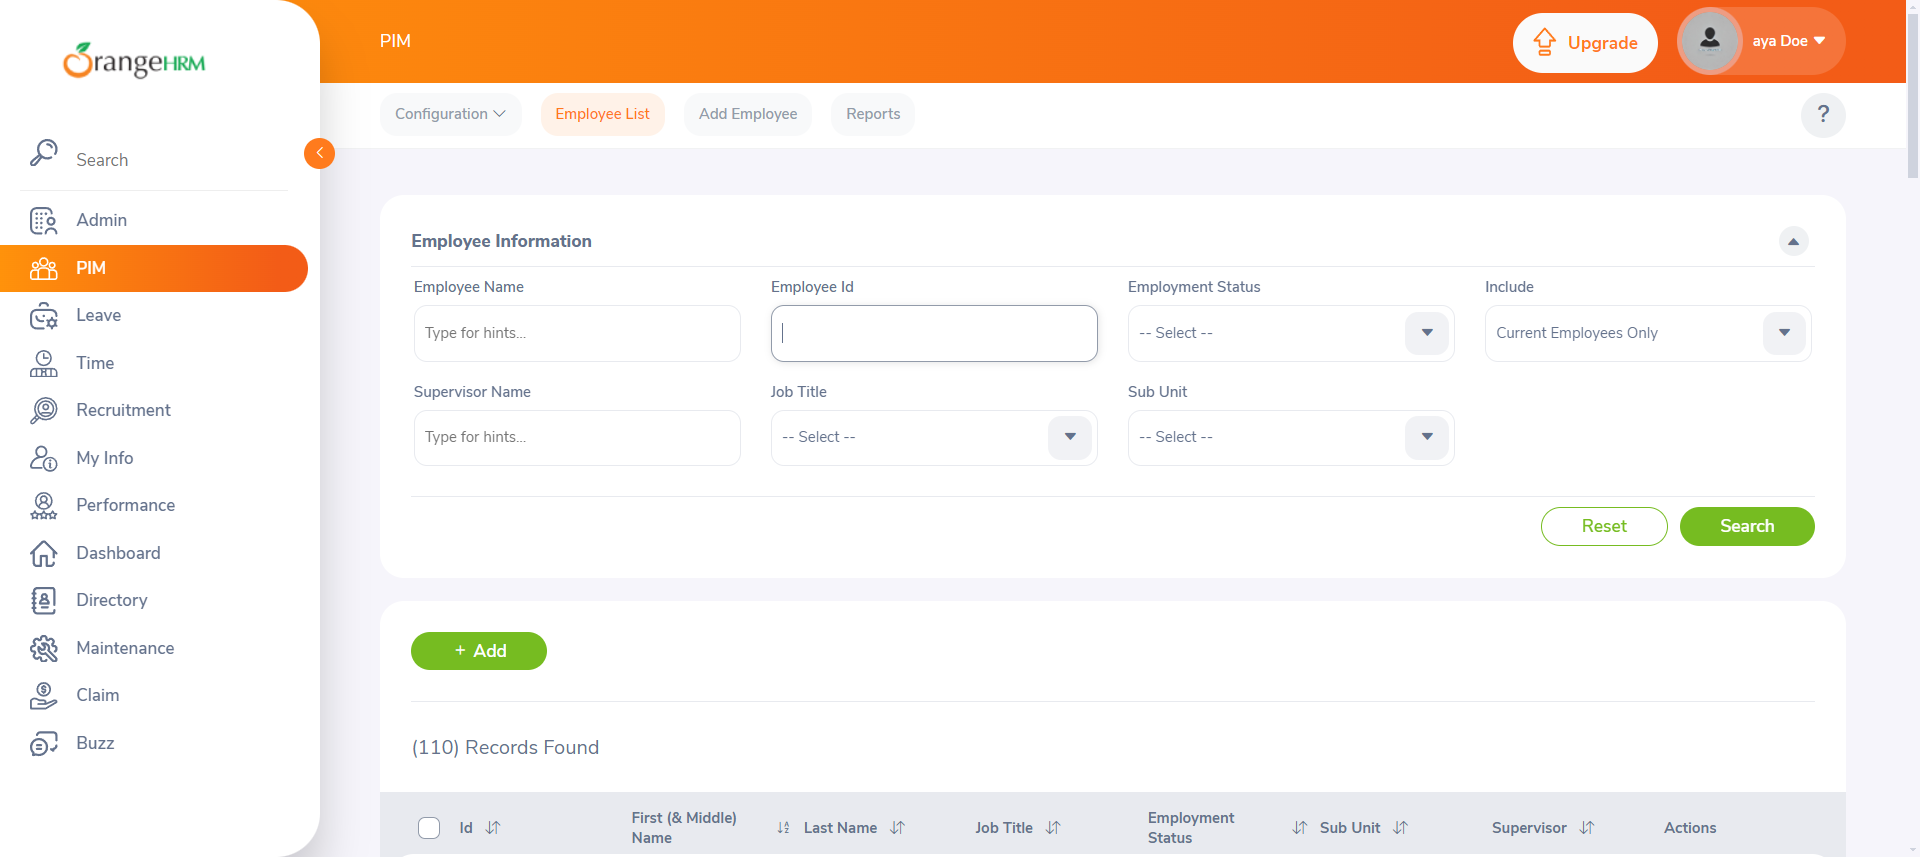 OrangeHRM
Search
Admin
PIM
Leave
Time
Recruitment
My Info
Performance
Dashboard
Directory
Maintenance
Claim
Buzz
PIM
Upgrade
aya Doe
Configuration
Employee List
Add Employee
Reports
?
Employee Information
Employee Name
Employee Id
Employment Status
Include
Type for hints...
-- Select --
Current Employees Only
Supervisor Name
Job Title
Sub Unit
Type for hints...
-- Select --
-- Select --
Reset
Search
+ Add
(110) Records Found
Id
First (& Middle)
Name
Last Name
Job Title
Employment
Status
Sub Unit
Supervisor
Actions